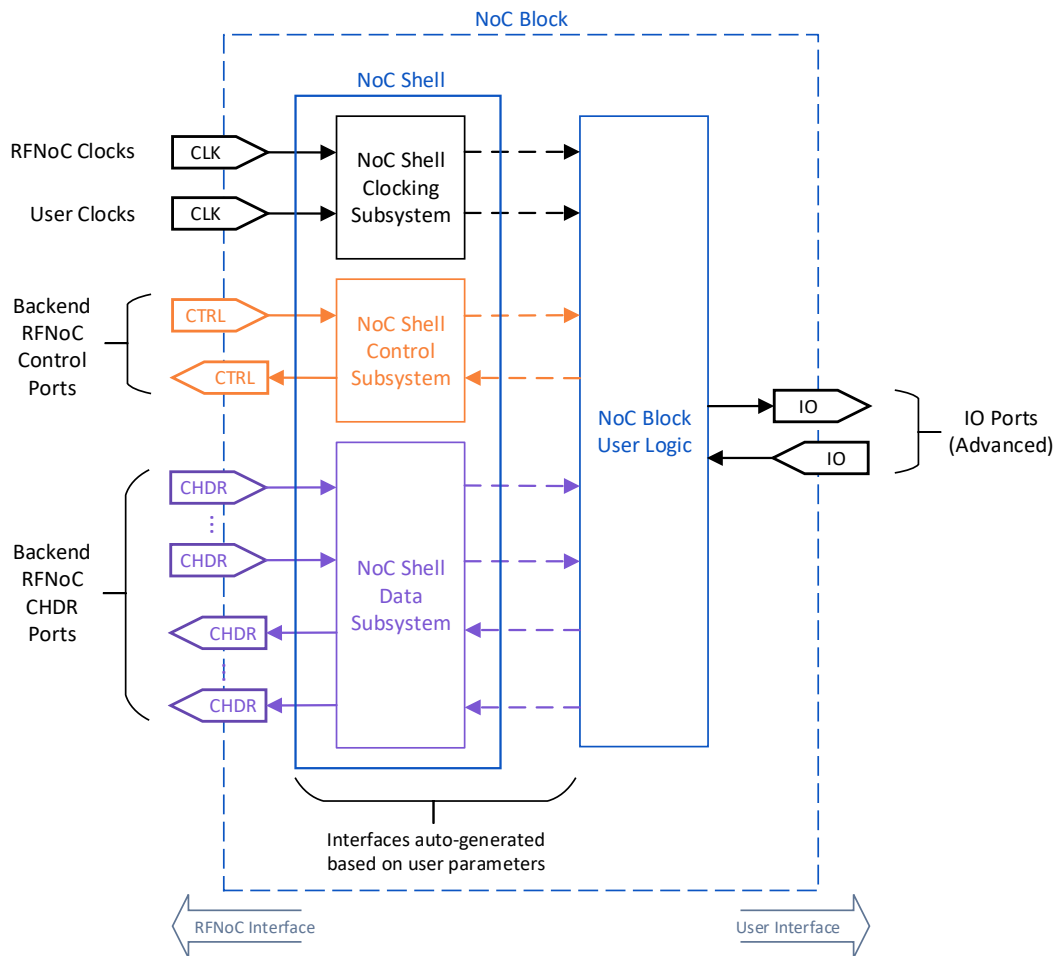 NoC Block
NoC Shell
RFNoC Clocks
CLK
User Clocks
CLK
NoC Shell
Clocking
Subsystem
Backend
RFNoC
Control
Ports
CTRL
CTRL
NoC Shell
Control
Subsystem
Backend
RFNoC
CHDR
Ports
CHDR
CHDR
CHDR
CHDR
NoC Shell
Data
Subsystem
NoC Block
User Logic
IO
IO
IO Ports
(Advanced)
Interfaces auto-generated
based on user parameters
RFNoC Interface
User Interface